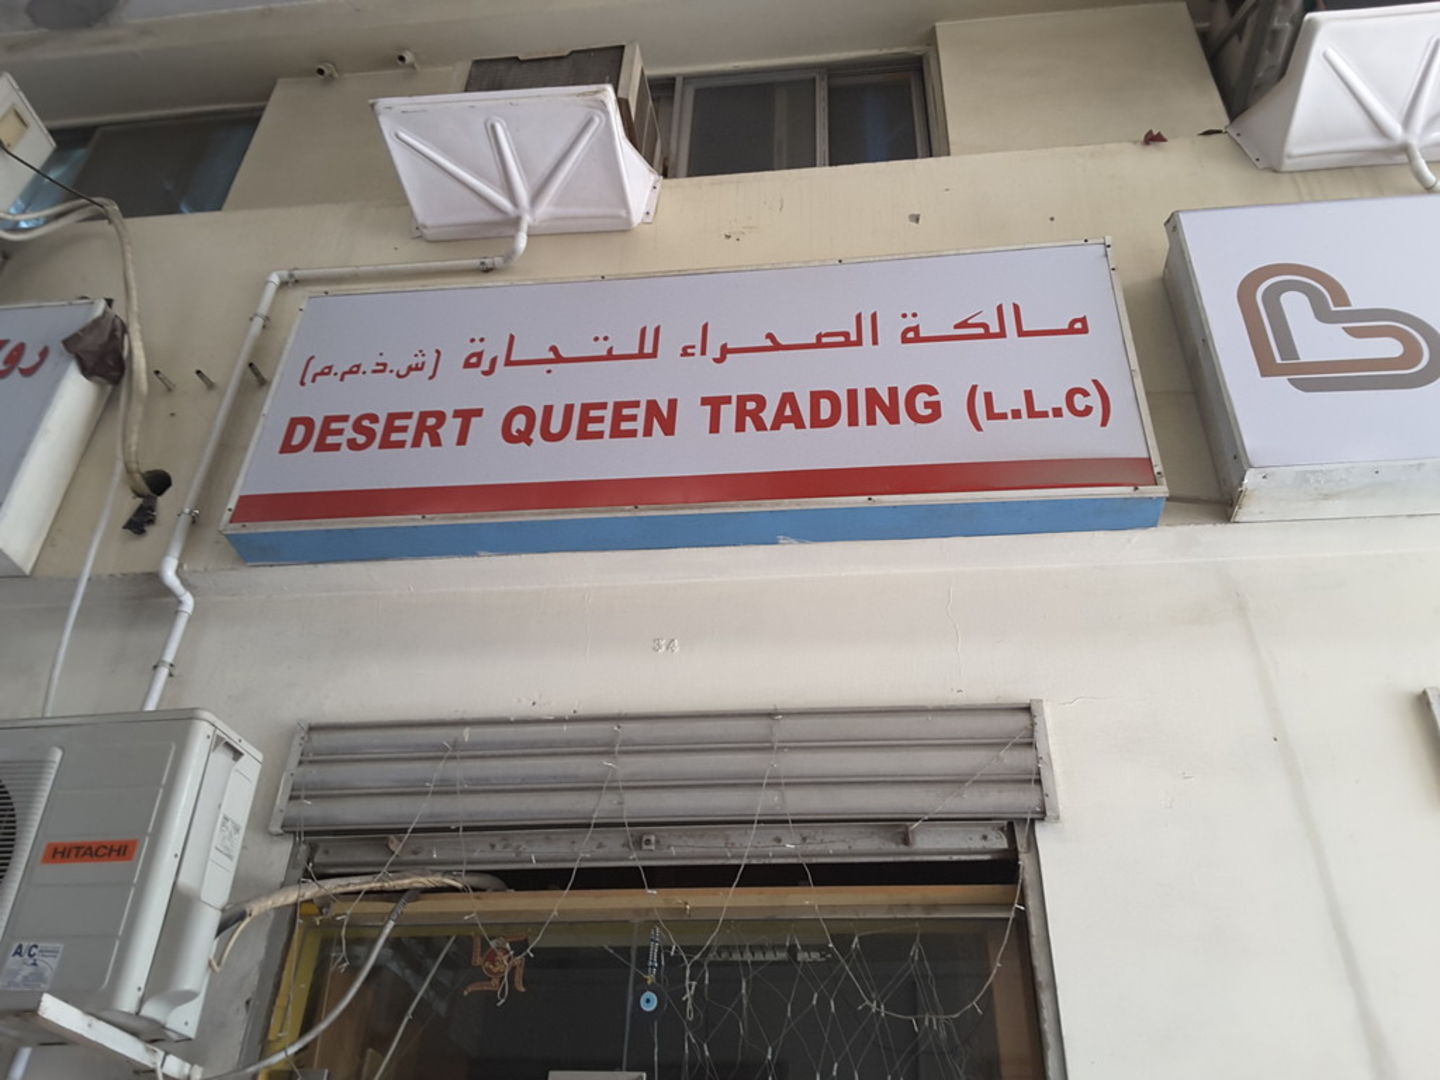 مالكة الصحراء للتجارة (ش.ذ.م.م)
DESERT QUEEN TRADING (L.L.C)
34
HITACHI
A/C